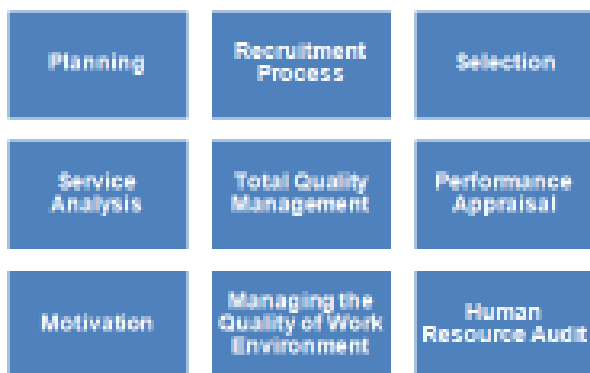 Planning
Recruitment
Process
Selection
Service
Analysis
Total Quality
Management
Performance
Appraisal
Motivation
Managing the
Quality of Work
Environment
Human
Resource Audit